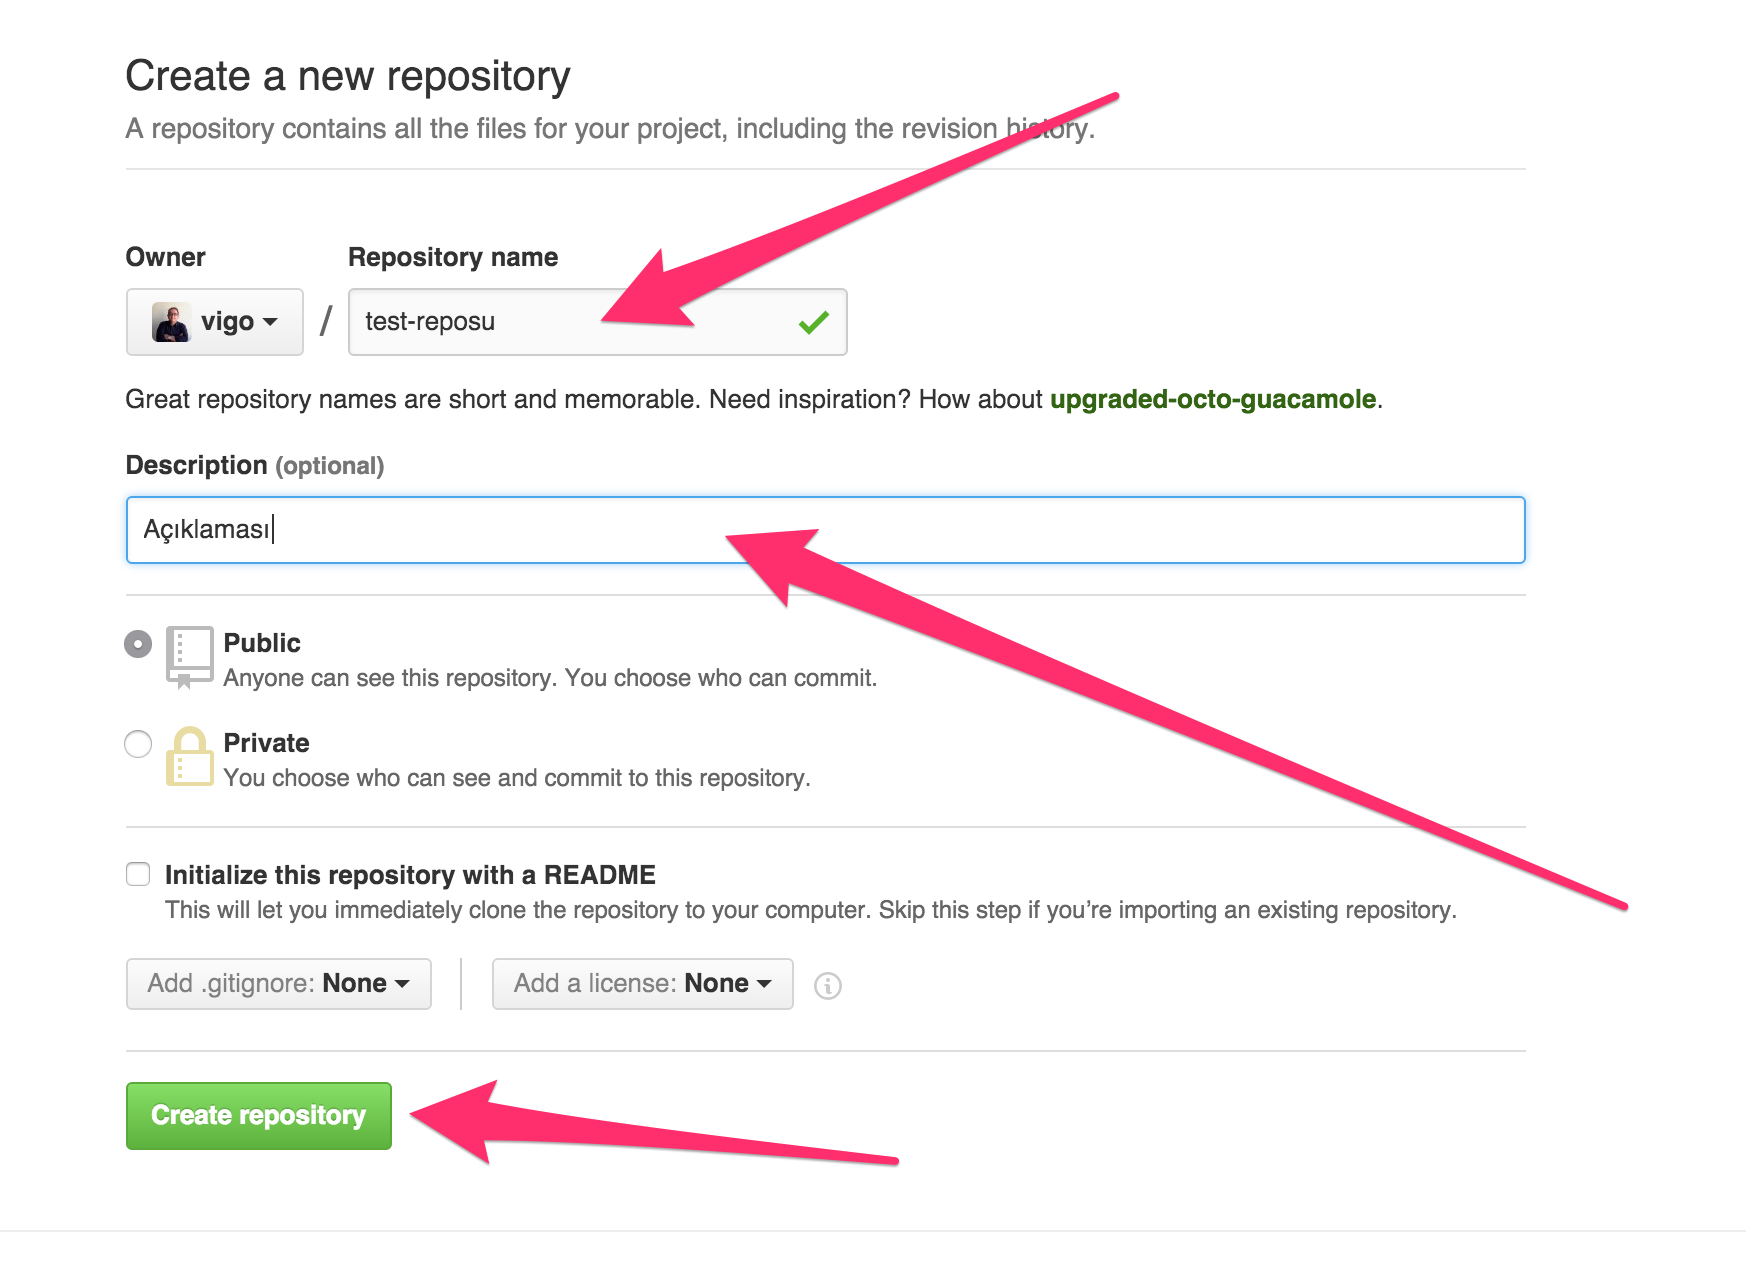 Create a new repository
A repository contains all the files for your project, including the revision history.
Owner
Repository name
vigo / test-reposu
Great repository names are short and memorable. Need inspiration? How about upgraded-octo-guacamole.
Description (optional)
Açıklaması
Public
Anyone can see this repository. You choose who can commit.
Private
You choose who can see and commit to this repository.
Initialize this repository with a README
This will let you immediately clone the repository to your computer. Skip this step if you’re importing an existing repository.
Add .gitignore: None
Add a license: None
Create repository